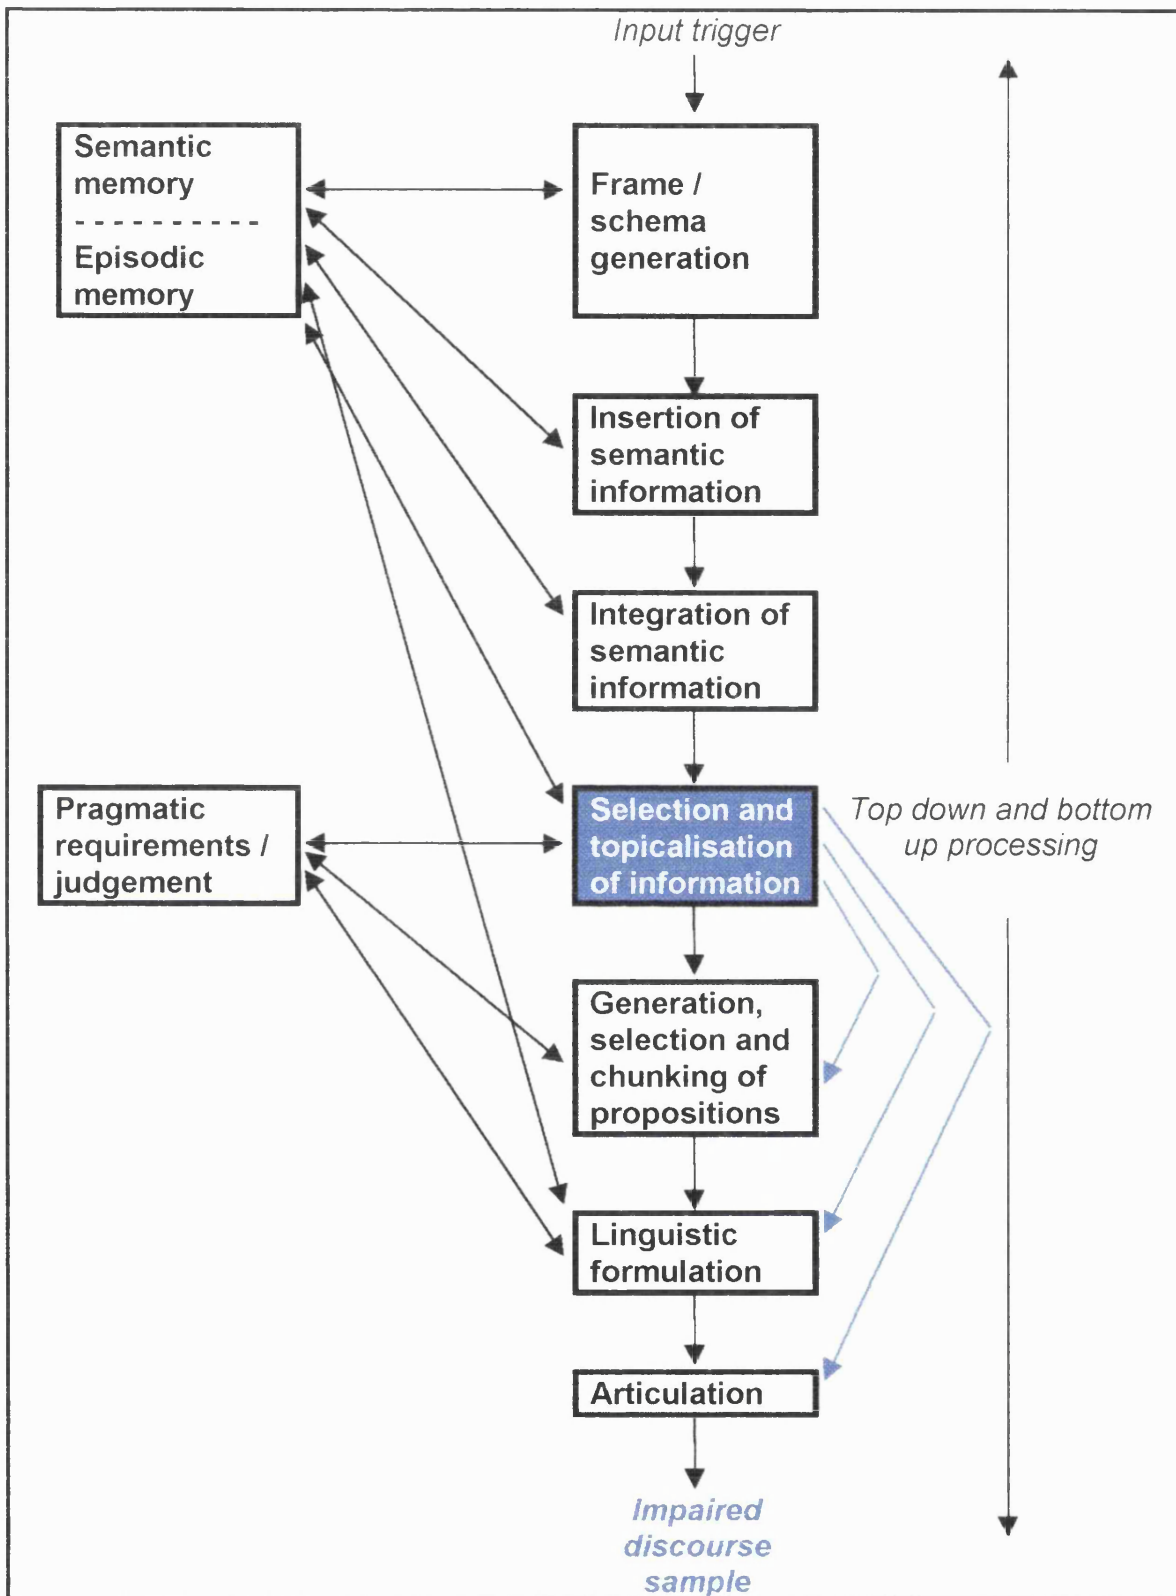 Input trigger
Semantic
memory
- - - - - - - - - -
Episodic
memory
Frame /
schema
generation
Insertion of
semantic
information
Integration of
semantic
information
Pragmatic
requirements /
judgement
Selection and
topicalisation
of information
Top down and bottom
up processing
Generation,
selection and
chunking of
propositions
Linguistic
formulation
Articulation
Impaired
discourse
sample